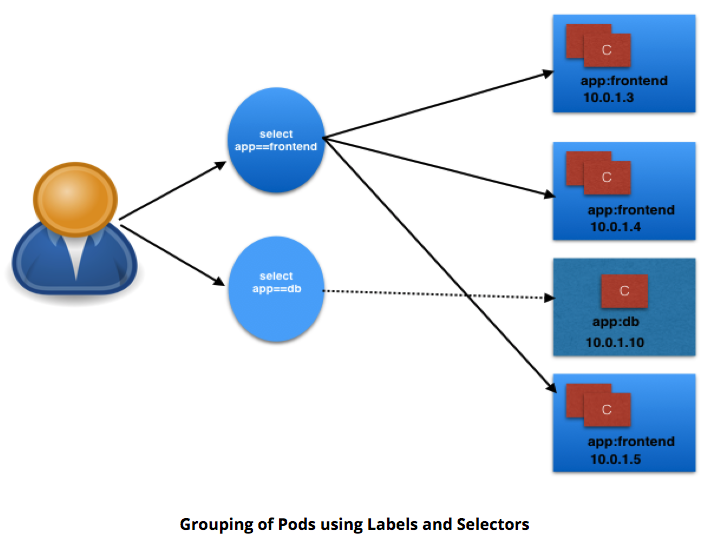 C
app:frontend
10.0.1.3
select
app==frontend
C
app:frontend
10.0.1.4
select
app==db
C
app:db
10.0.1.10
C
app:frontend
10.0.1.5
Grouping of Pods using Labels and Selectors